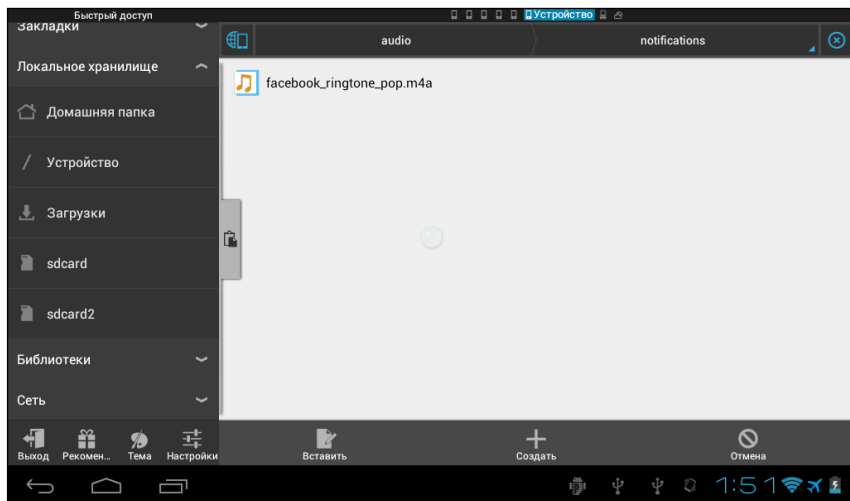 Быстрый доступ
Устройство
Закладки
audio
notifications
Локальное хранилище
facebook_ringtone_pop.m4a
Домашняя папка
Устройство
Загрузки
sdcard
sdcard2
Библиотеки
Сеть
Выход
Рекомен...
Тема
Настройки
Вставить
Создать
Отмена
1:51